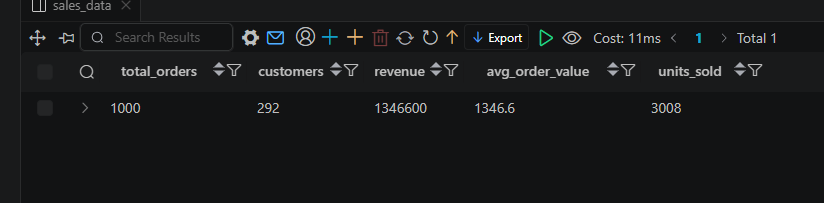 sales_data
Search Results Export Cost: 11ms 1 Total 1
total_orders customers revenue avg_order_value units_sold
1000 292 1346600 1346.6 3008